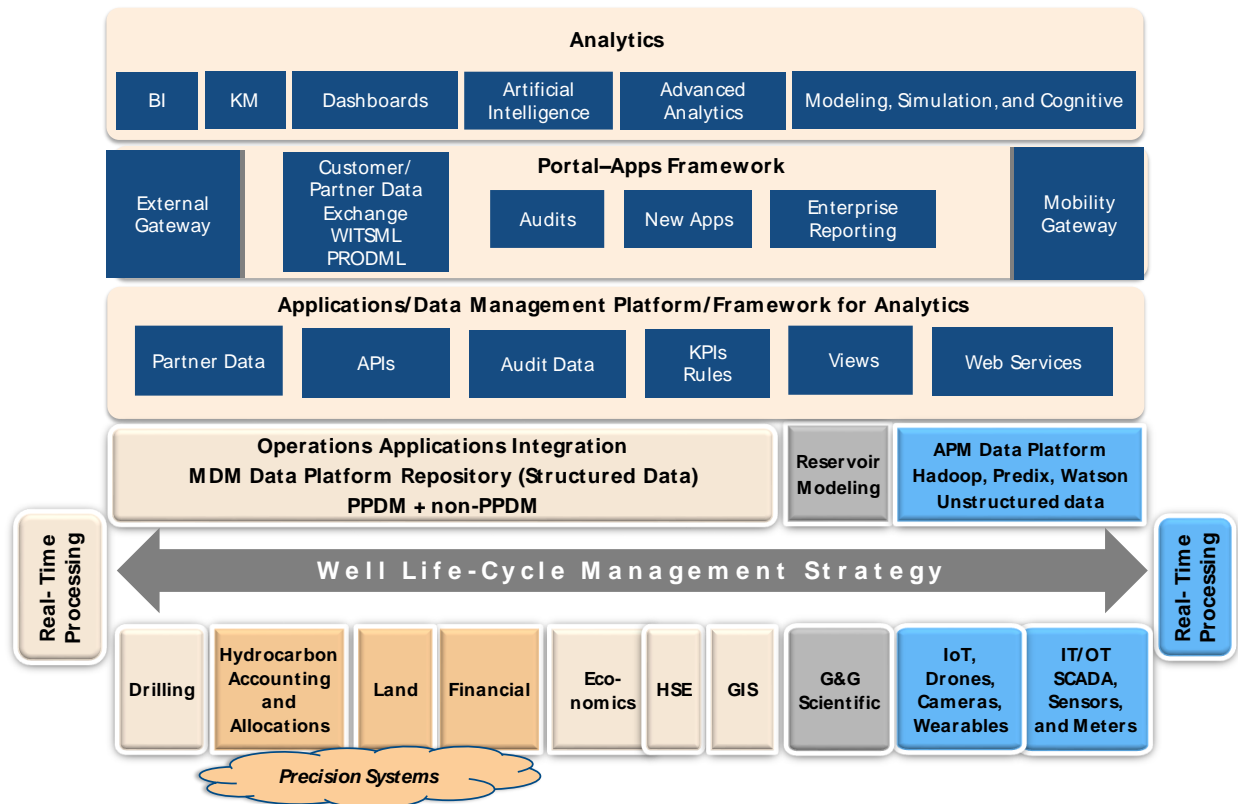 Analytics
BI
KM
Dashboards
Artificial
Intelligence
Advanced
Analytics
Modeling, Simulation, and Cognitive
Portal–Apps Framework
External
Gateway
Customer/
Partner Data
Exchange
WITSML
PRODML
Audits
New Apps
Enterprise
Reporting
Mobility
Gateway
Applications/Data Management Platform/Framework for Analytics
Partner Data
APIs
Audit Data
KPIs
Rules
Views
Web Services
Operations Applications Integration
MDM Data Platform Repository (Structured Data)
PPDM + non-PPDM
Reservoir
Modeling
APM Data Platform
Hadoop, Predix, Watson
Unstructured data
Real- Time
Processing
Well Life-Cycle Management Strategy
Real- Time
Processing
Drilling
Hydrocarbon
Accounting
and
Allocations
Land
Financial
Eco-
nomics
HSE
GIS
G&G
Scientific
IoT,
Drones,
Cameras,
Wearables
IT/OT
SCADA,
Sensors,
and Meters
Precision Systems